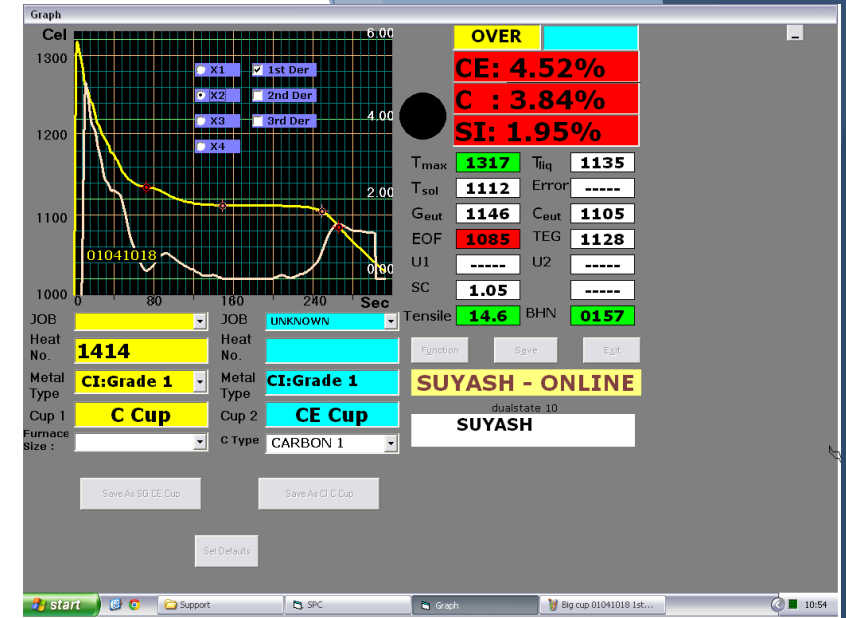 Graph
Cel
1300
1200
1100
1000
6.00
4.00
2.00
0.00
0 80 160 240 Sec
X1 1st Der
X2 2nd Der
X3 3rd Der
X4
01041018
OVER
CE: 4.52%
C : 3.84%
SI: 1.95%
Tmax 1317 Tliq 1135
Tsol 1112 Error -----
Geut 1146 Ceut 1105
EOF 1085 TEG 1128
U1 ----- U2 -----
SC 1.05 -----
Tensile 14.6 BHN 0157
JOB JOB UNKNOWN
Heat No. 1414 Heat No.
Metal Type CI:Grade 1 Metal Type CI:Grade 1
Cup 1 C Cup Cup 2 CE Cup
Furnace Size : C Type CARBON 1
Function Save Exit
SUYASH - ONLINE
dualstate 10
SUYASH
Save As SG CE Cup Save As CI C Cup
Set Defaults
start Support SPC Graph Big cup 01041018 1st... 10:54